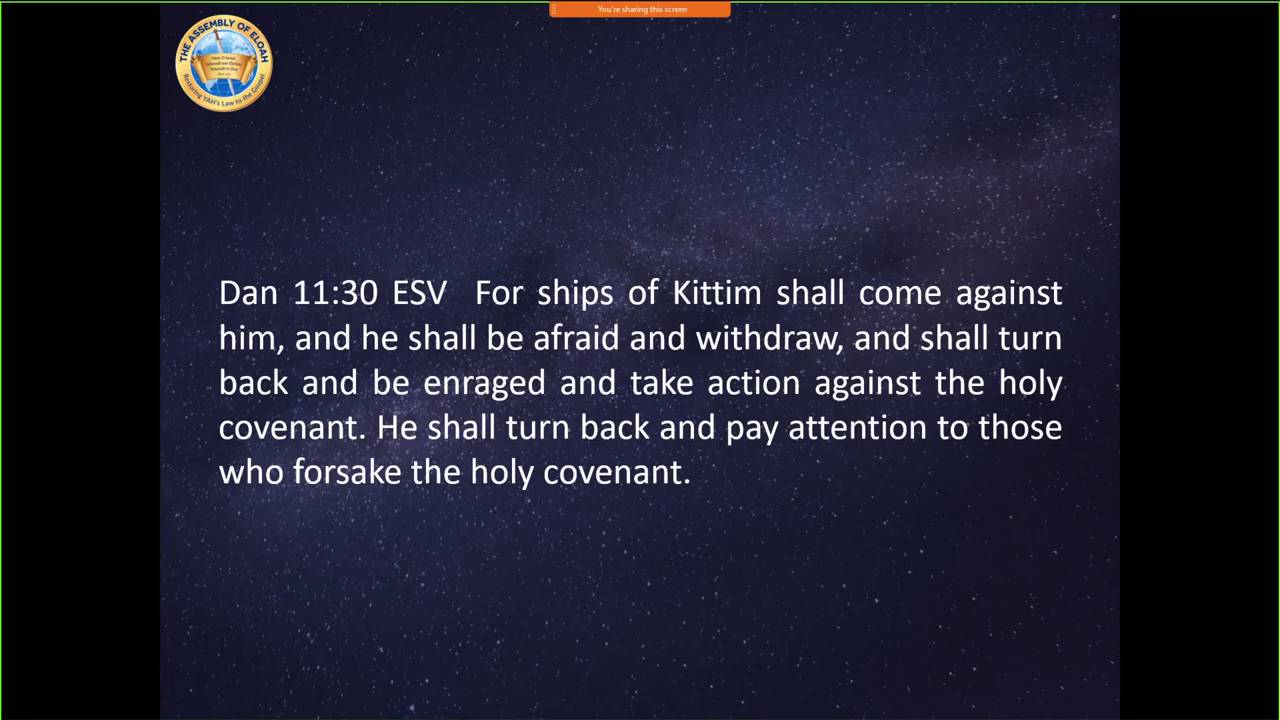 You're sharing this screen
THE ASSEMBLY OF ELOAH
Restoring YAH's Law to the Gospel
Dan 11:30 ESV For ships of Kittim shall come against
him, and he shall be afraid and withdraw, and shall turn
back and be enraged and take action against the holy
covenant. He shall turn back and pay attention to those
who forsake the holy covenant.